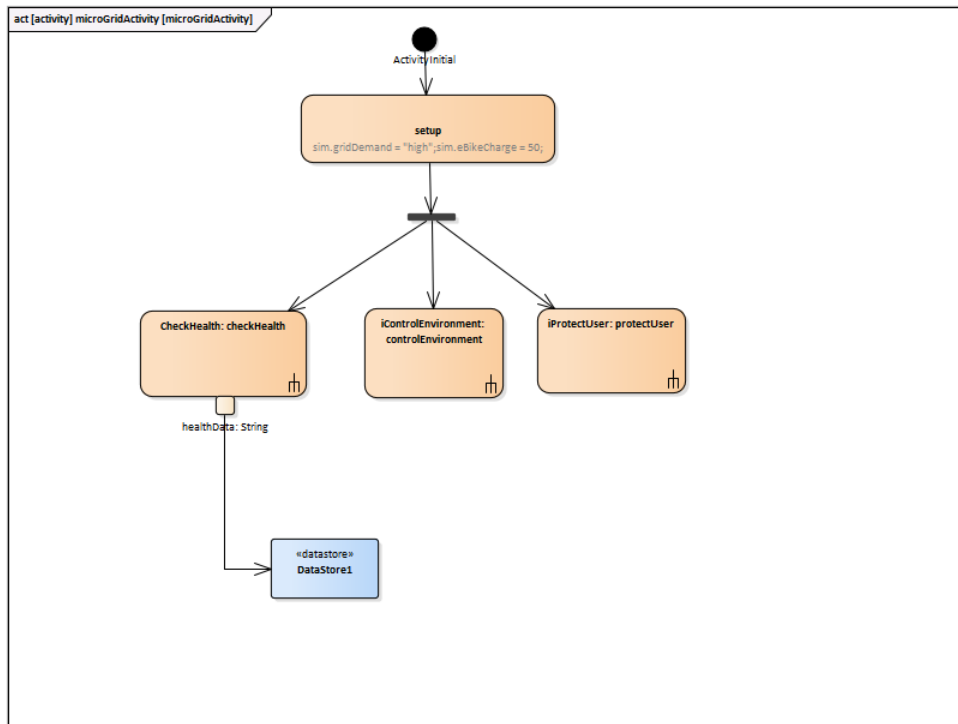 act [activity] microGridActivity [microGridActivity]
ActivityInitial
setup
sim.gridDemand = "high";sim.eBikeCharge = 50;
CheckHealth: checkHealth
iControlEnvironment:
controlEnvironment
iProtectUser: protectUser
healthData: String
«datastore»
DataStore1